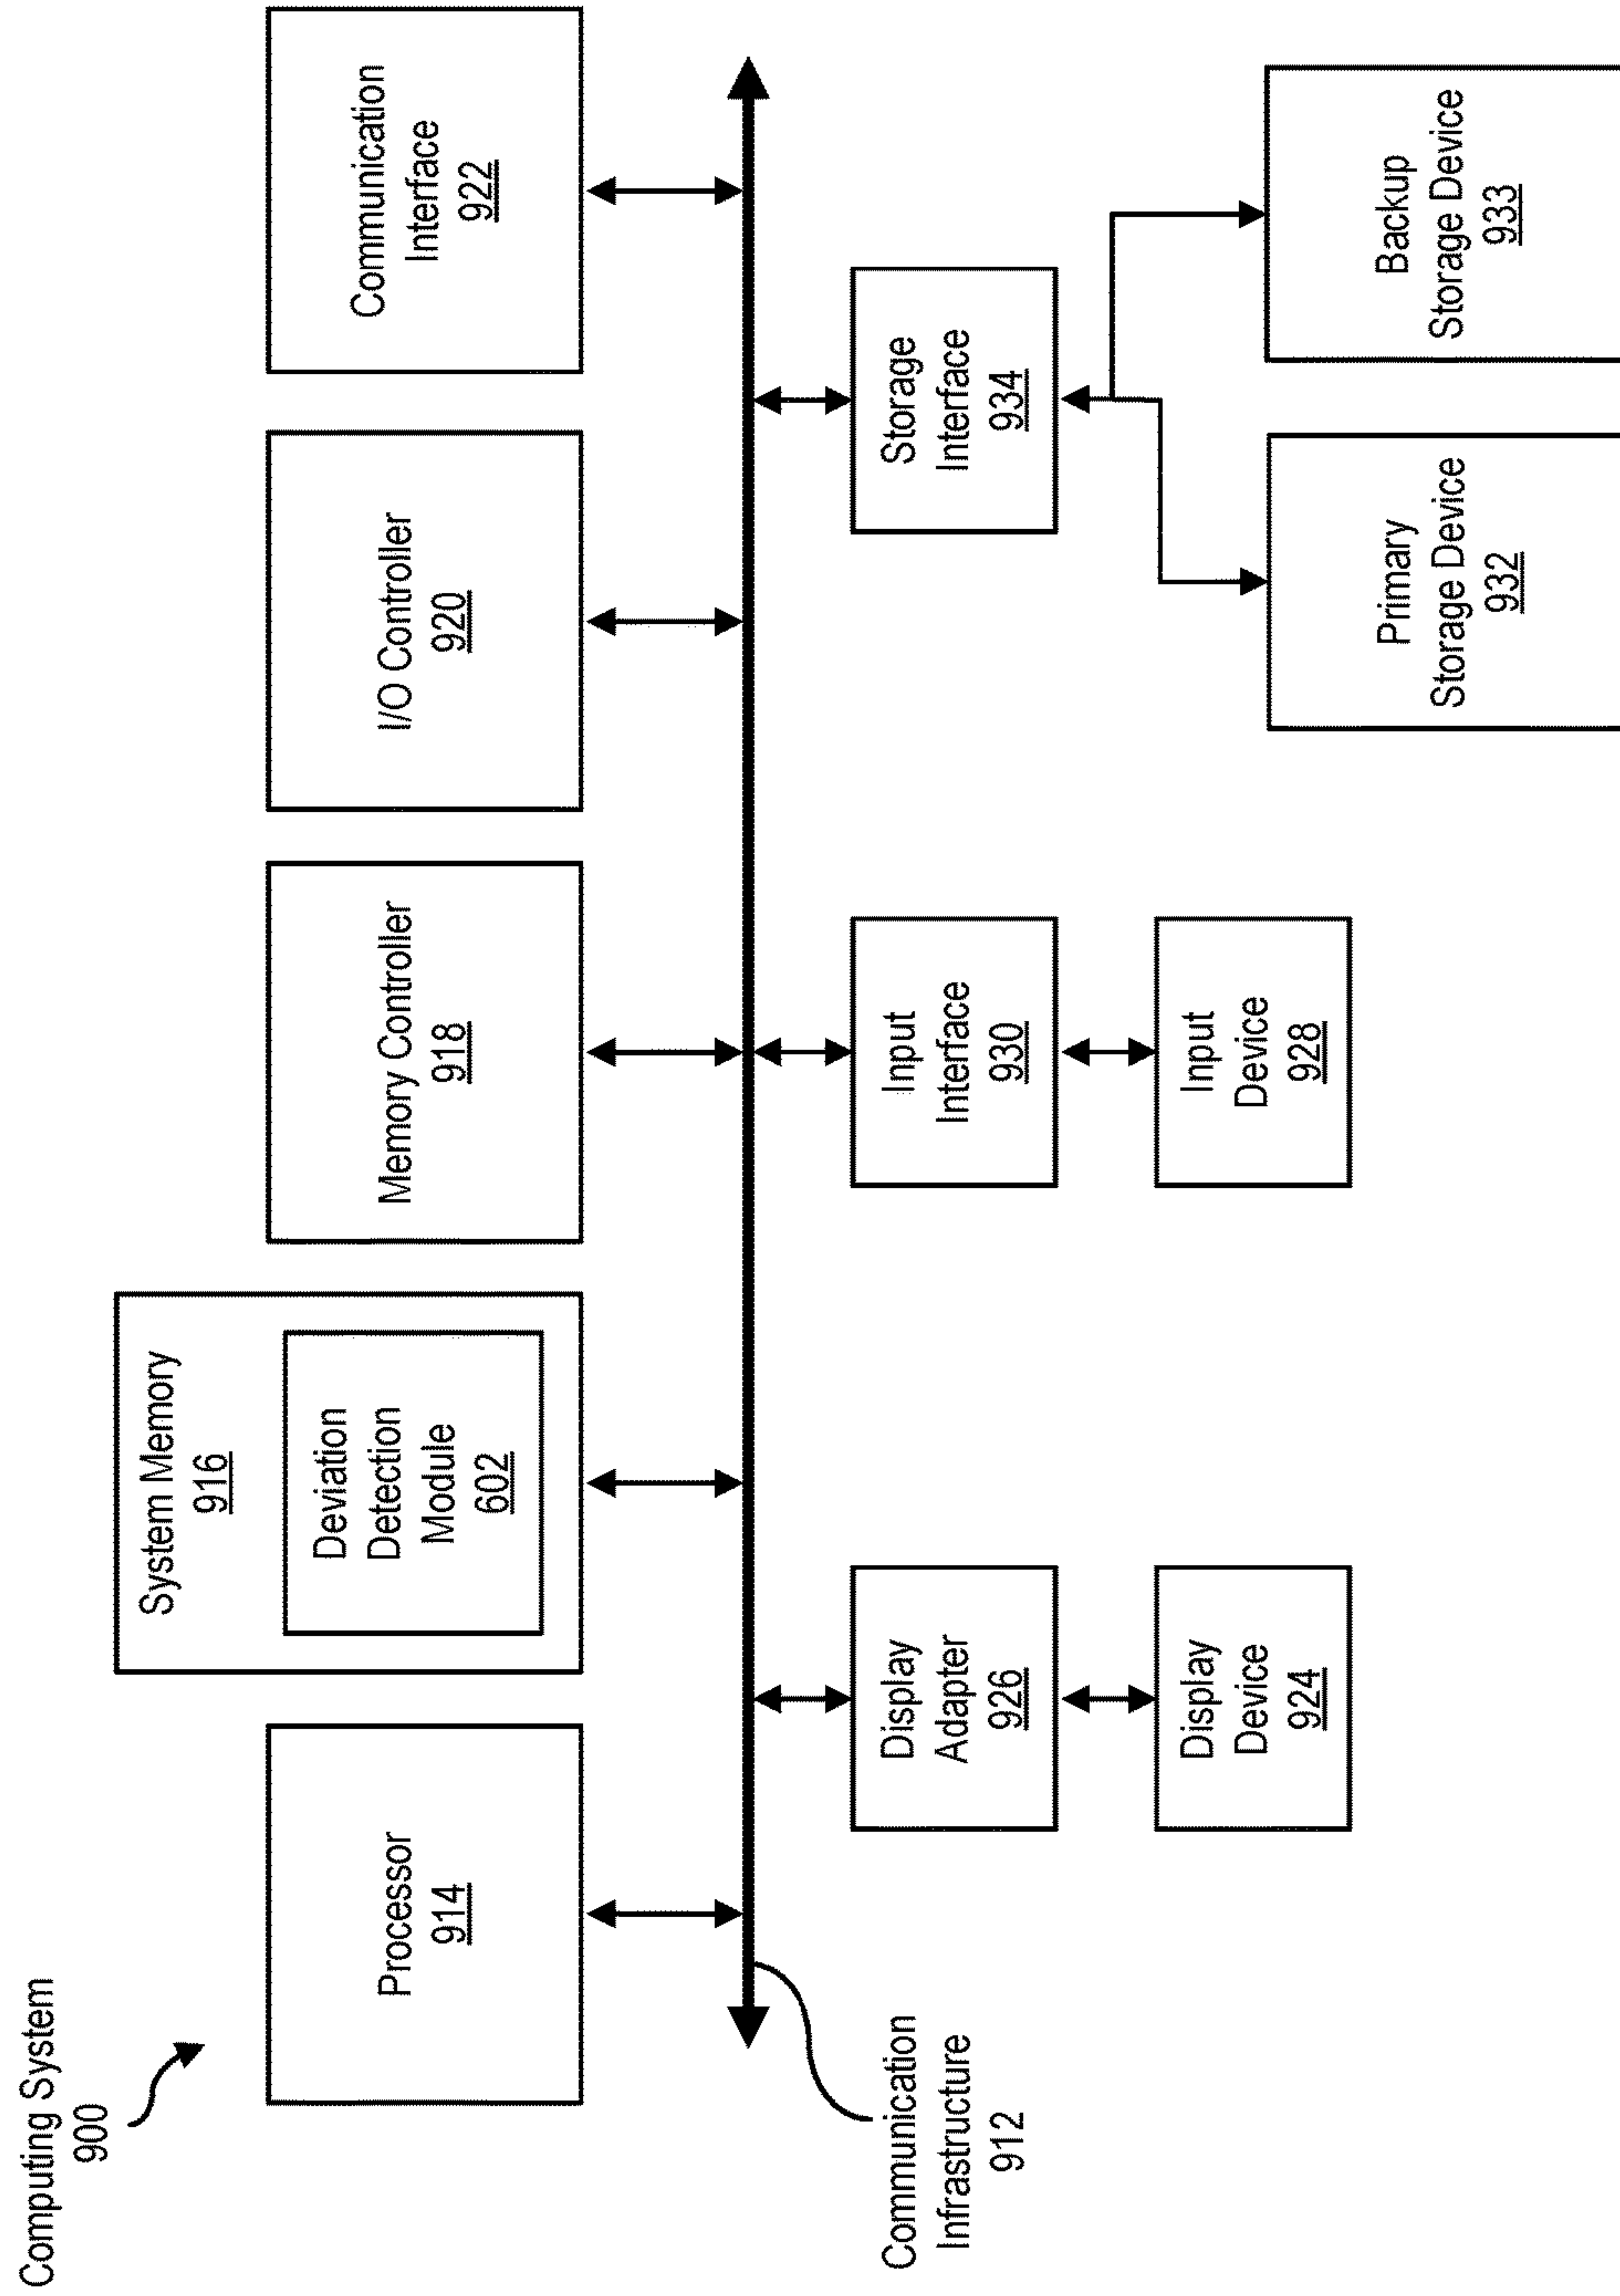 Computing System
900
Processor
914
System Memory
916
Deviation
Detection
Module
602
Memory Controller
918
I/O Controller
920
Communication
Interface
922
Communication
Infrastructure
912
Display
Adapter
926
Input
Interface
930
Storage
Interface
934
Display
Device
924
Input
Device
928
Primary
Storage Device
932
Backup
Storage Device
933